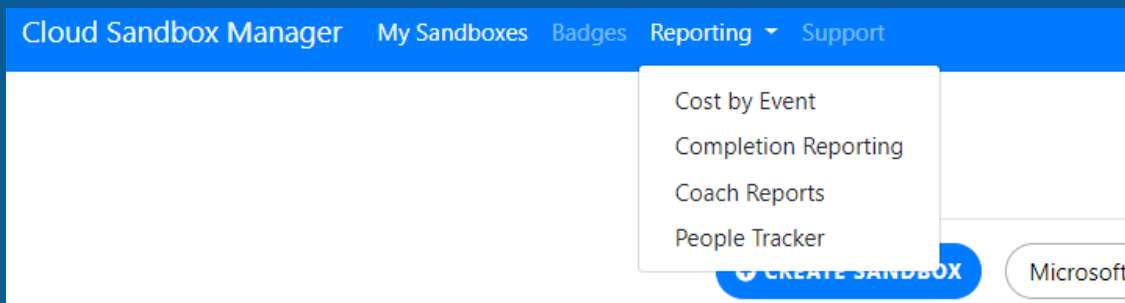 Cloud Sandbox Manager My Sandboxes Badges Reporting Support
Cost by Event
Completion Reporting
Coach Reports
People Tracker
CREATE SANDBOX Microsoft